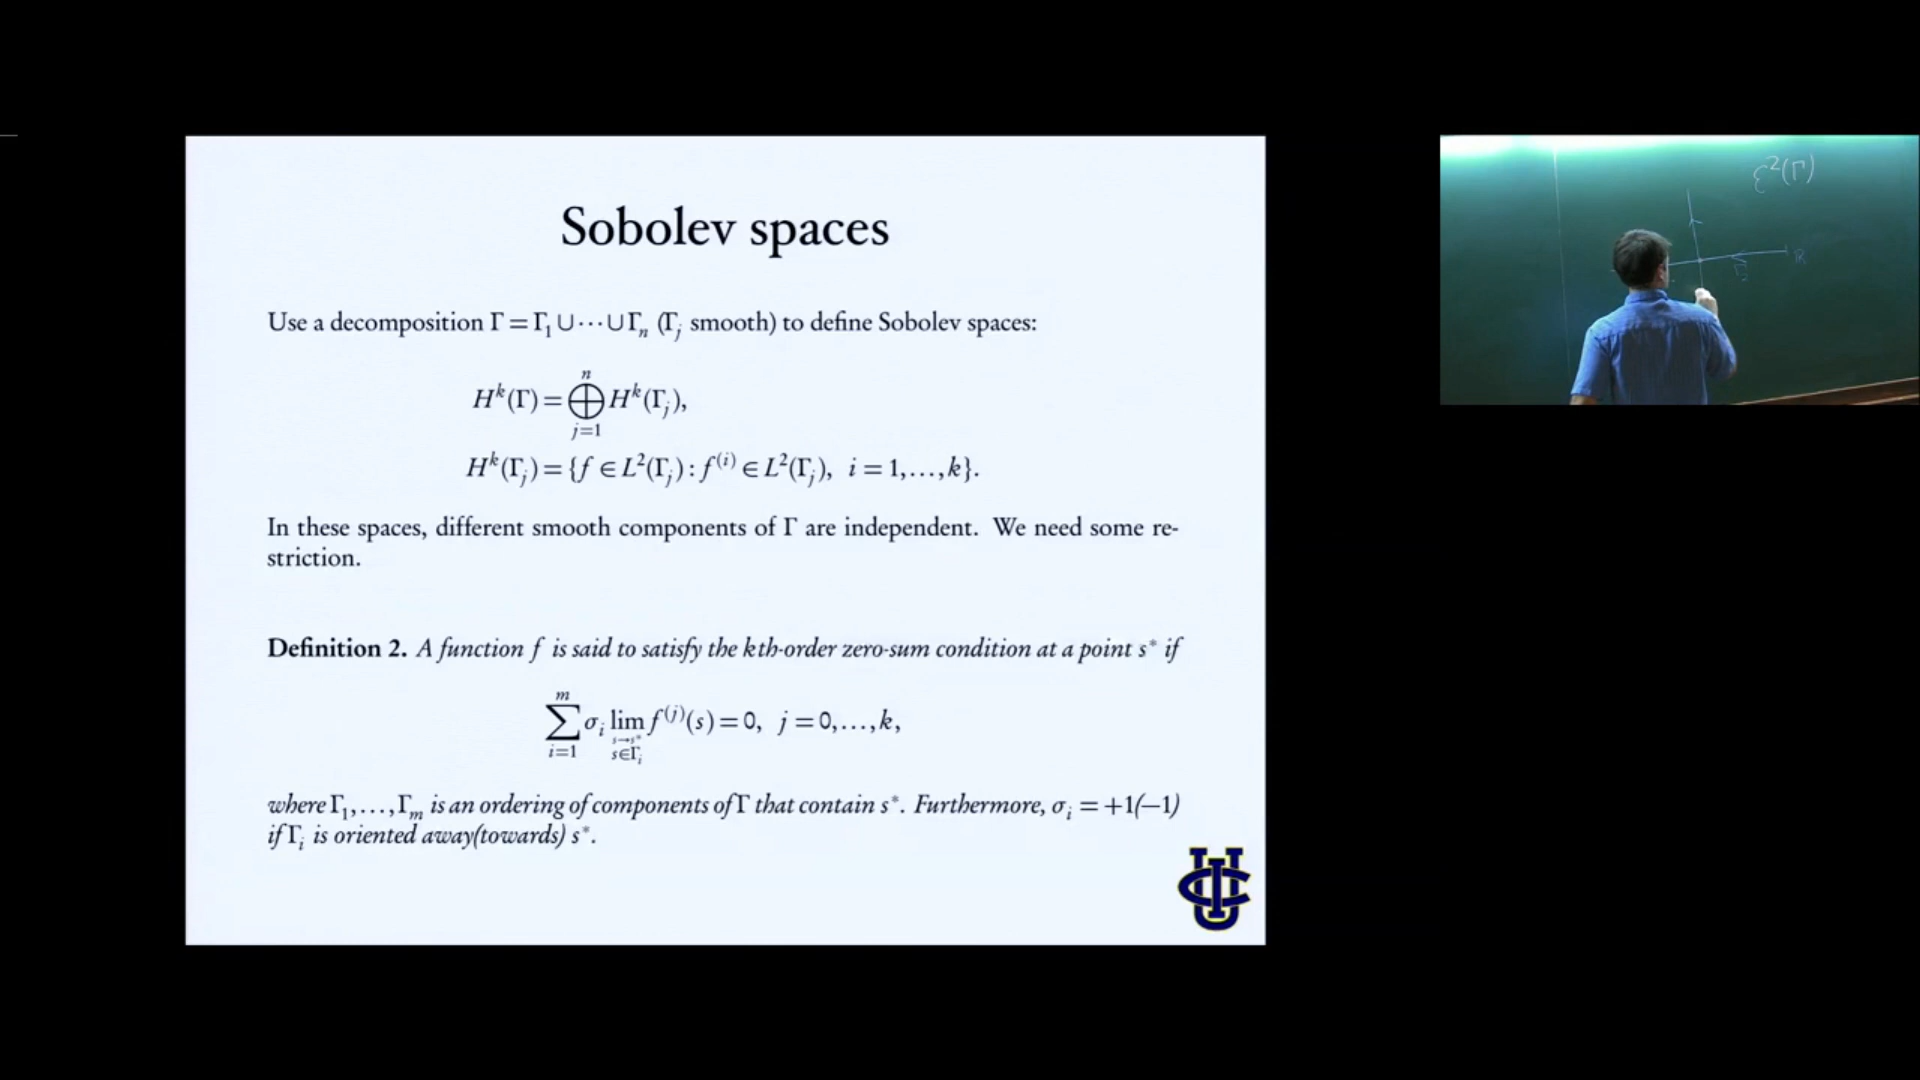 Sobolev spaces
Use a decomposition Γ = Γ₁ ∪ ⋯ ∪ Γₙ (Γⱼ smooth) to define Sobolev spaces:
Hᵏ(Γ) = ⨁_{j=1}^{n} Hᵏ(Γⱼ),
Hᵏ(Γⱼ) = {f ∈ L²(Γⱼ) : f⁽ⁱ⁾ ∈ L²(Γⱼ), i = 1,…,k}.
In these spaces, different smooth components of Γ are independent. We need some re-
striction.
Definition 2. A function f is said to satisfy the kth-order zero-sum condition at a point s* if
∑_{i=1}^{m} σᵢ lim_{s→s*, s∈Γᵢ} f⁽ʲ⁾(s) = 0, j = 0,…,k,
where Γ₁,…,Γₘ is an ordering of components of Γ that contain s*. Furthermore, σᵢ = +1(−1)
if Γᵢ is oriented away(towards) s*.
UCI
ℰ²(Γ)